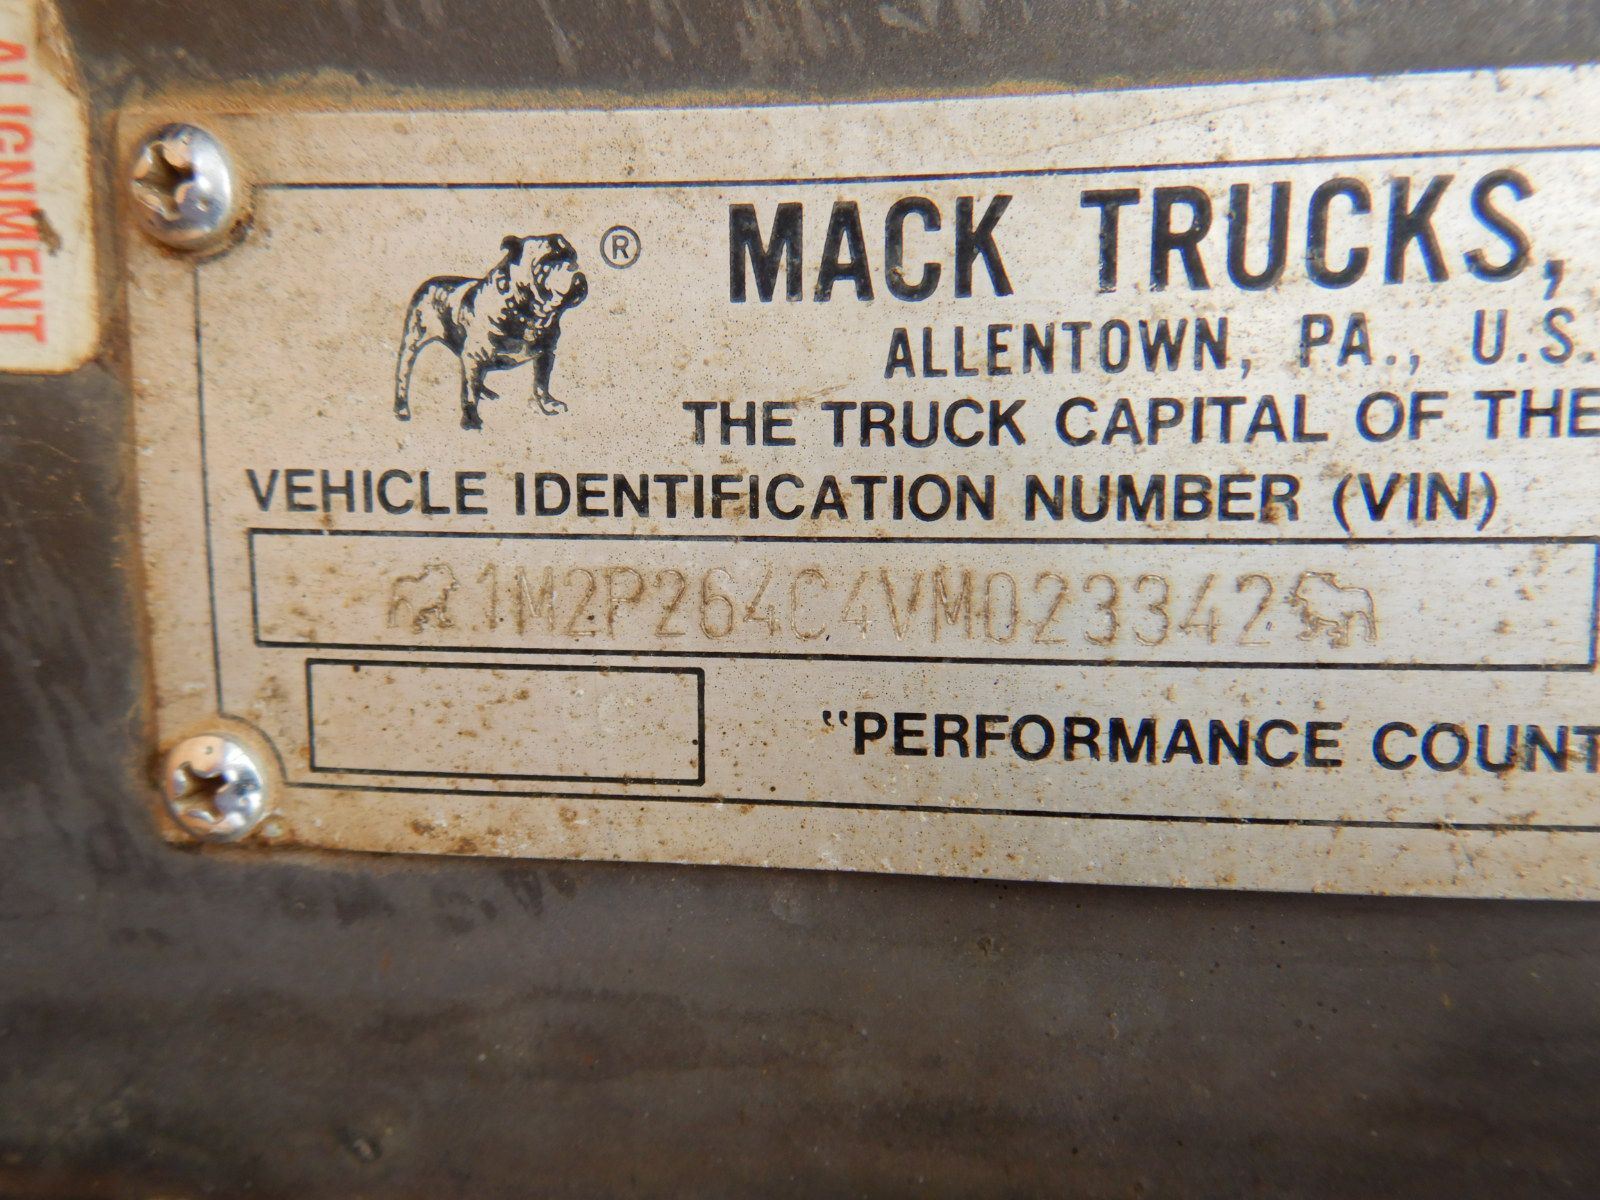 ALIGNMENT
®
MACK TRUCKS,
ALLENTOWN, PA., U.S.
THE TRUCK CAPITAL OF THE
VEHICLE IDENTIFICATION NUMBER (VIN)
1M2P264C4VM023342
"PERFORMANCE COUNT